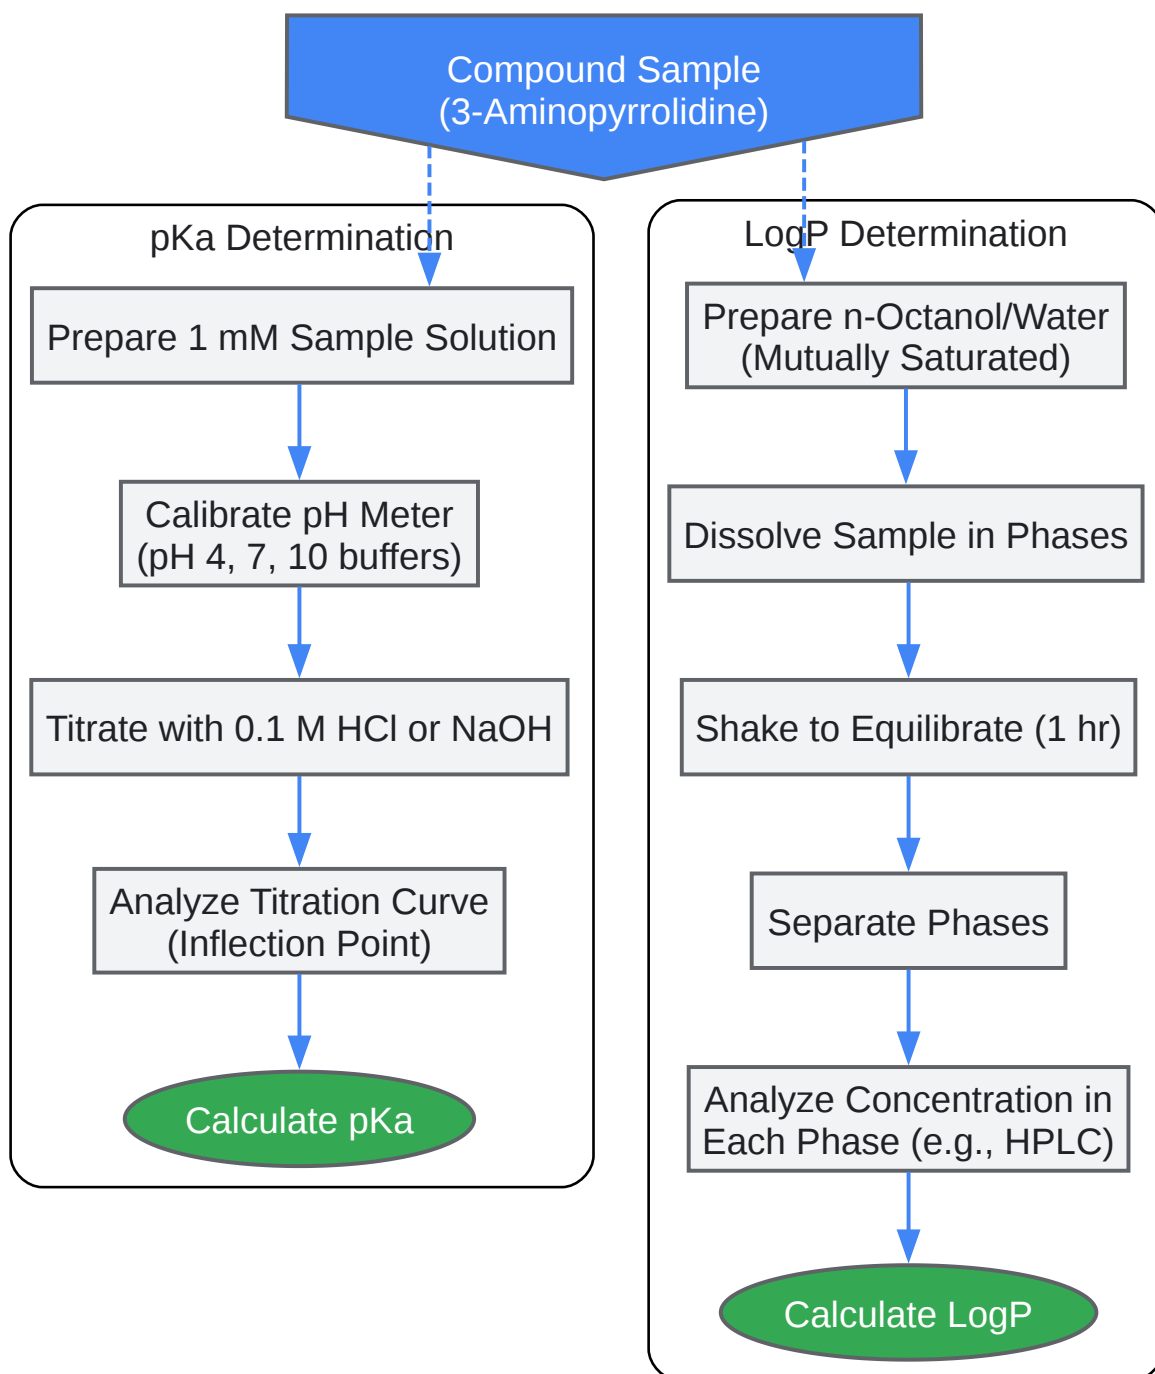 Compound Sample
(3-Aminopyrrolidine)
pKa Determination
Prepare 1 mM Sample Solution
Calibrate pH Meter
(pH 4, 7, 10 buffers)
Titrate with 0.1 M HCl or NaOH
Analyze Titration Curve
(Inflection Point)
Calculate pKa
LogP Determination
Prepare n-Octanol/Water
(Mutually Saturated)
Dissolve Sample in Phases
Shake to Equilibrate (1 hr)
Separate Phases
Analyze Concentration in
Each Phase (e.g., HPLC)
Calculate LogP